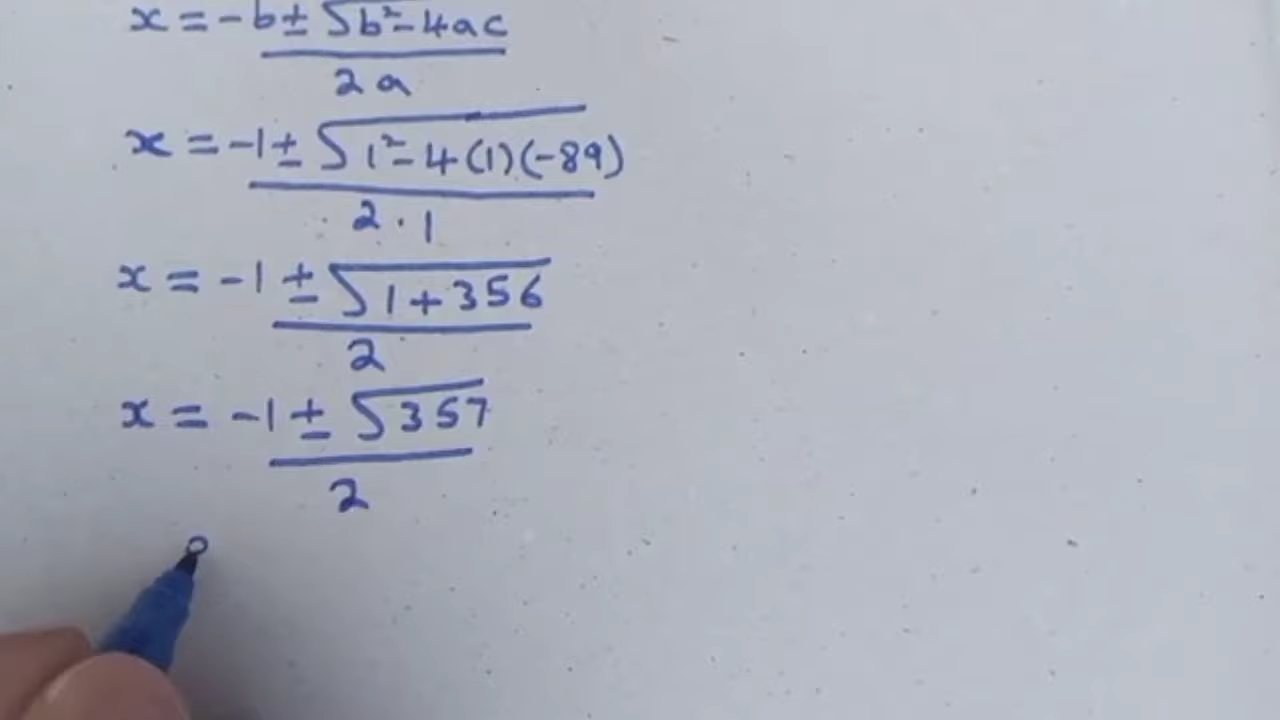 x = -b ± √b²-4ac
2a
x = -1 ± √1²-4(1)(-89)
2 · 1
x = -1 ± √1+356
2
x = -1 ± √357
2